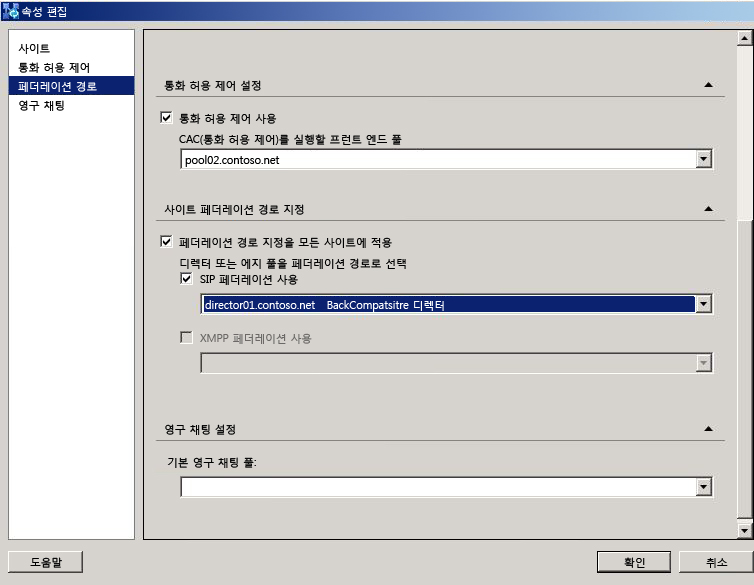 속성 편집
사이트
통화 허용 제어
페더레이션 경로
영구 채팅
통화 허용 제어 설정
통화 허용 제어 사용
CAC(통화 허용 제어)를 실행할 프런트 엔드 풀
pool02.contoso.net
사이트 페더레이션 경로 지정
페더레이션 경로 지정을 모든 사이트에 적용
디렉터 또는 에지 풀을 페더레이션 경로로 선택
SIP 페더레이션 사용
director01.contoso.net BackCompatsitre 디렉터
XMPP 페더레이션 사용
영구 채팅 설정
기본 영구 채팅 풀:
도움말
확인
취소